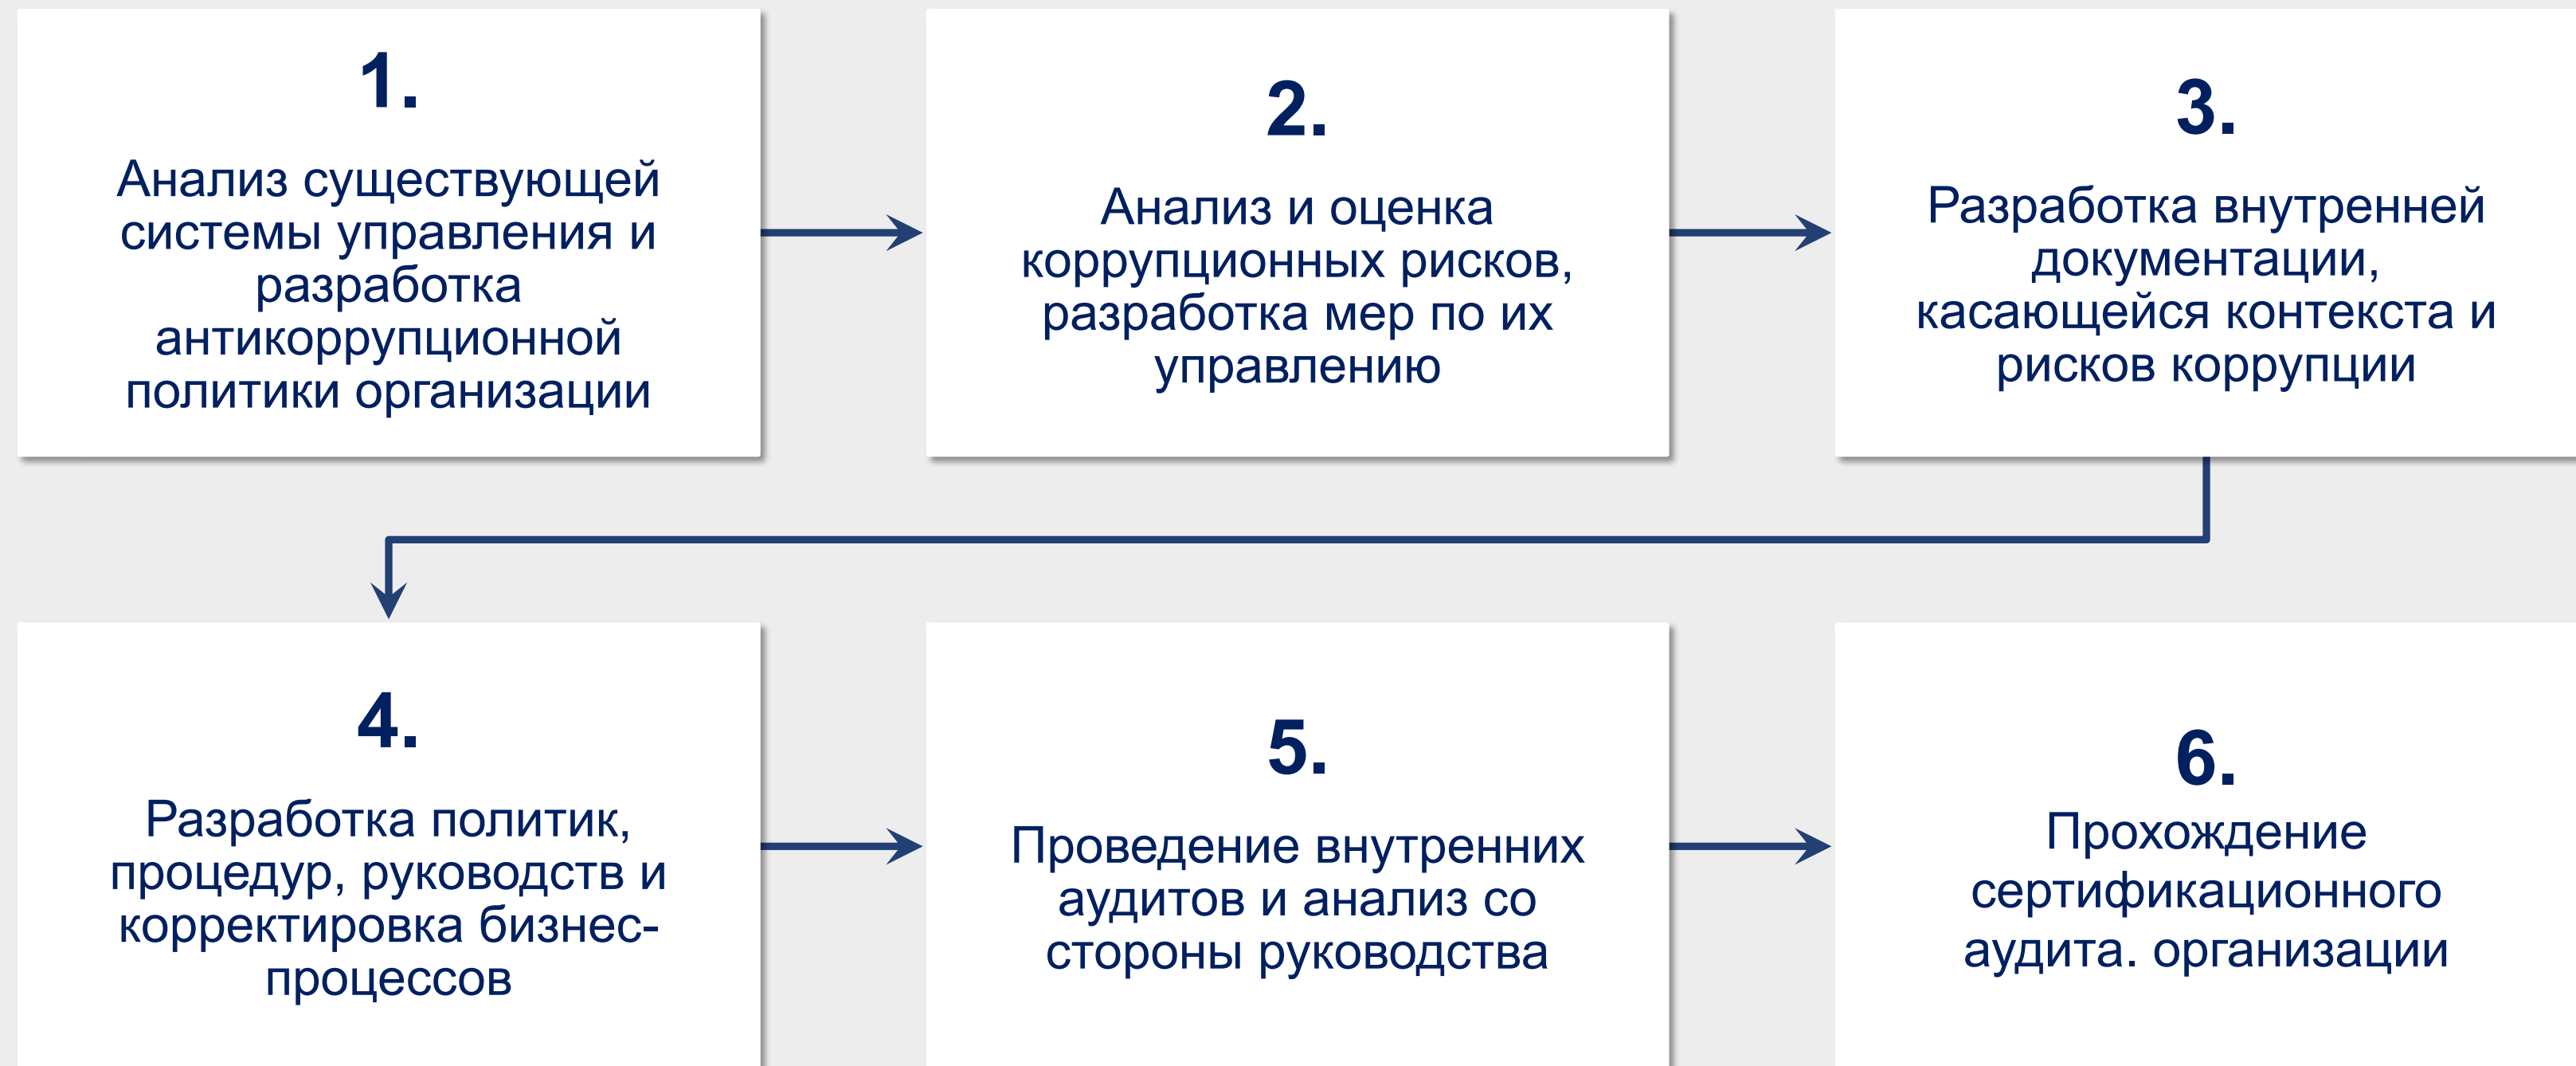 1.
Анализ существующей
системы управления и
разработка
антикоррупционной
политики организации
2.
Анализ и оценка
коррупционных рисков,
разработка мер по их
управлению
3.
Разработка внутренней
документации,
касающейся контекста и
рисков коррупции
4.
Разработка политик,
процедур, руководств и
корректировка бизнес-
процессов
5.
Проведение внутренних
аудитов и анализ со
стороны руководства
6.
Прохождение
сертификационного
аудита. организации